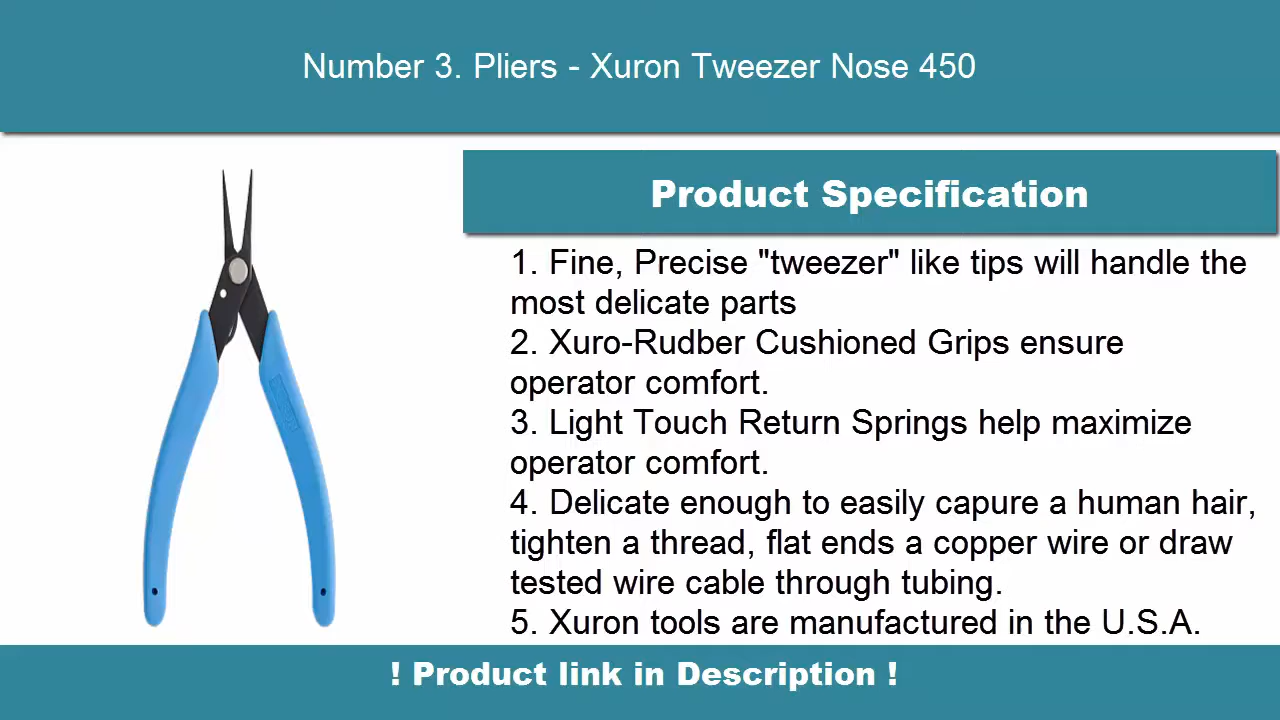 Number 3. Pliers - Xuron Tweezer Nose 450
Product Specification
1. Fine, Precise "tweezer" like tips will handle the
most delicate parts
2. Xuro-Rudber Cushioned Grips ensure
operator comfort.
3. Light Touch Return Springs help maximize
operator comfort.
4. Delicate enough to easily capure a human hair,
tighten a thread, flat ends a copper wire or draw
tested wire cable through tubing.
5. Xuron tools are manufactured in the U.S.A.
! Product link in Description !